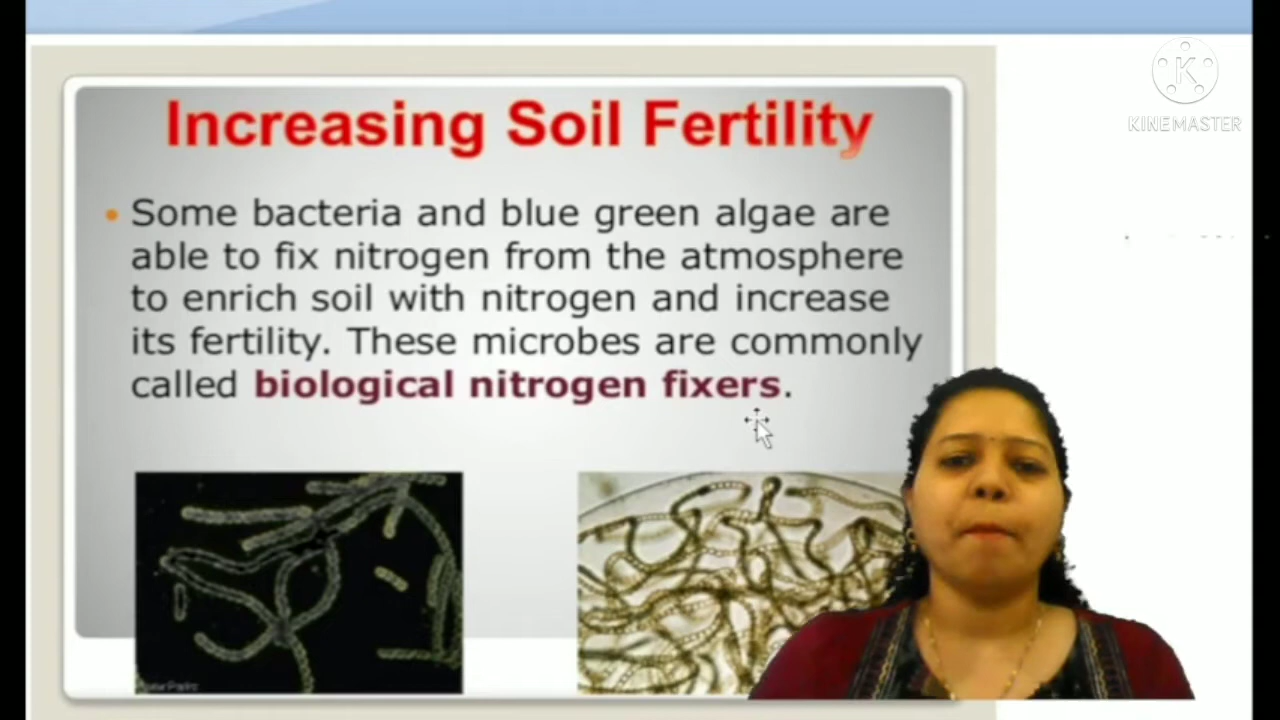 Increasing Soil Fertility
KINEMASTER
• Some bacteria and blue green algae are
able to fix nitrogen from the atmosphere
to enrich soil with nitrogen and increase
its fertility. These microbes are commonly
called biological nitrogen fixers.